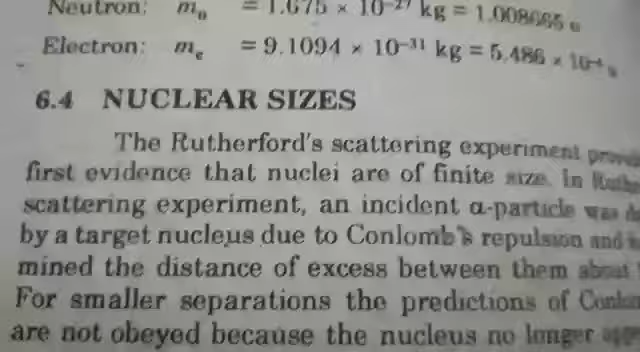 Neutron: mn = 1.675 × 10⁻²⁷ kg = 1.008665 u
Electron: me = 9.1094 × 10⁻³¹ kg = 5.486 × 10⁻⁴ u
6.4 NUCLEAR SIZES
The Rutherford's scattering experiment
first evidence that nuclei are of finite size. In
scattering experiment, an incident α-particle was
by a target nucleus due to Conlomb's repulsion and
mined the distance of excess between them about
For smaller separations the predictions of
are not obeyed because the nucleus no longer